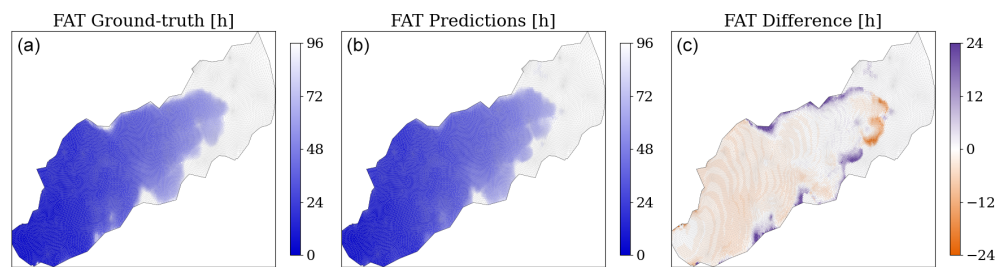 FAT Ground-truth [h]
(a)
96
72
48
24
0
FAT Predictions [h]
(b)
96
72
48
24
0
FAT Difference [h]
(c)
24
12
0
−12
−24